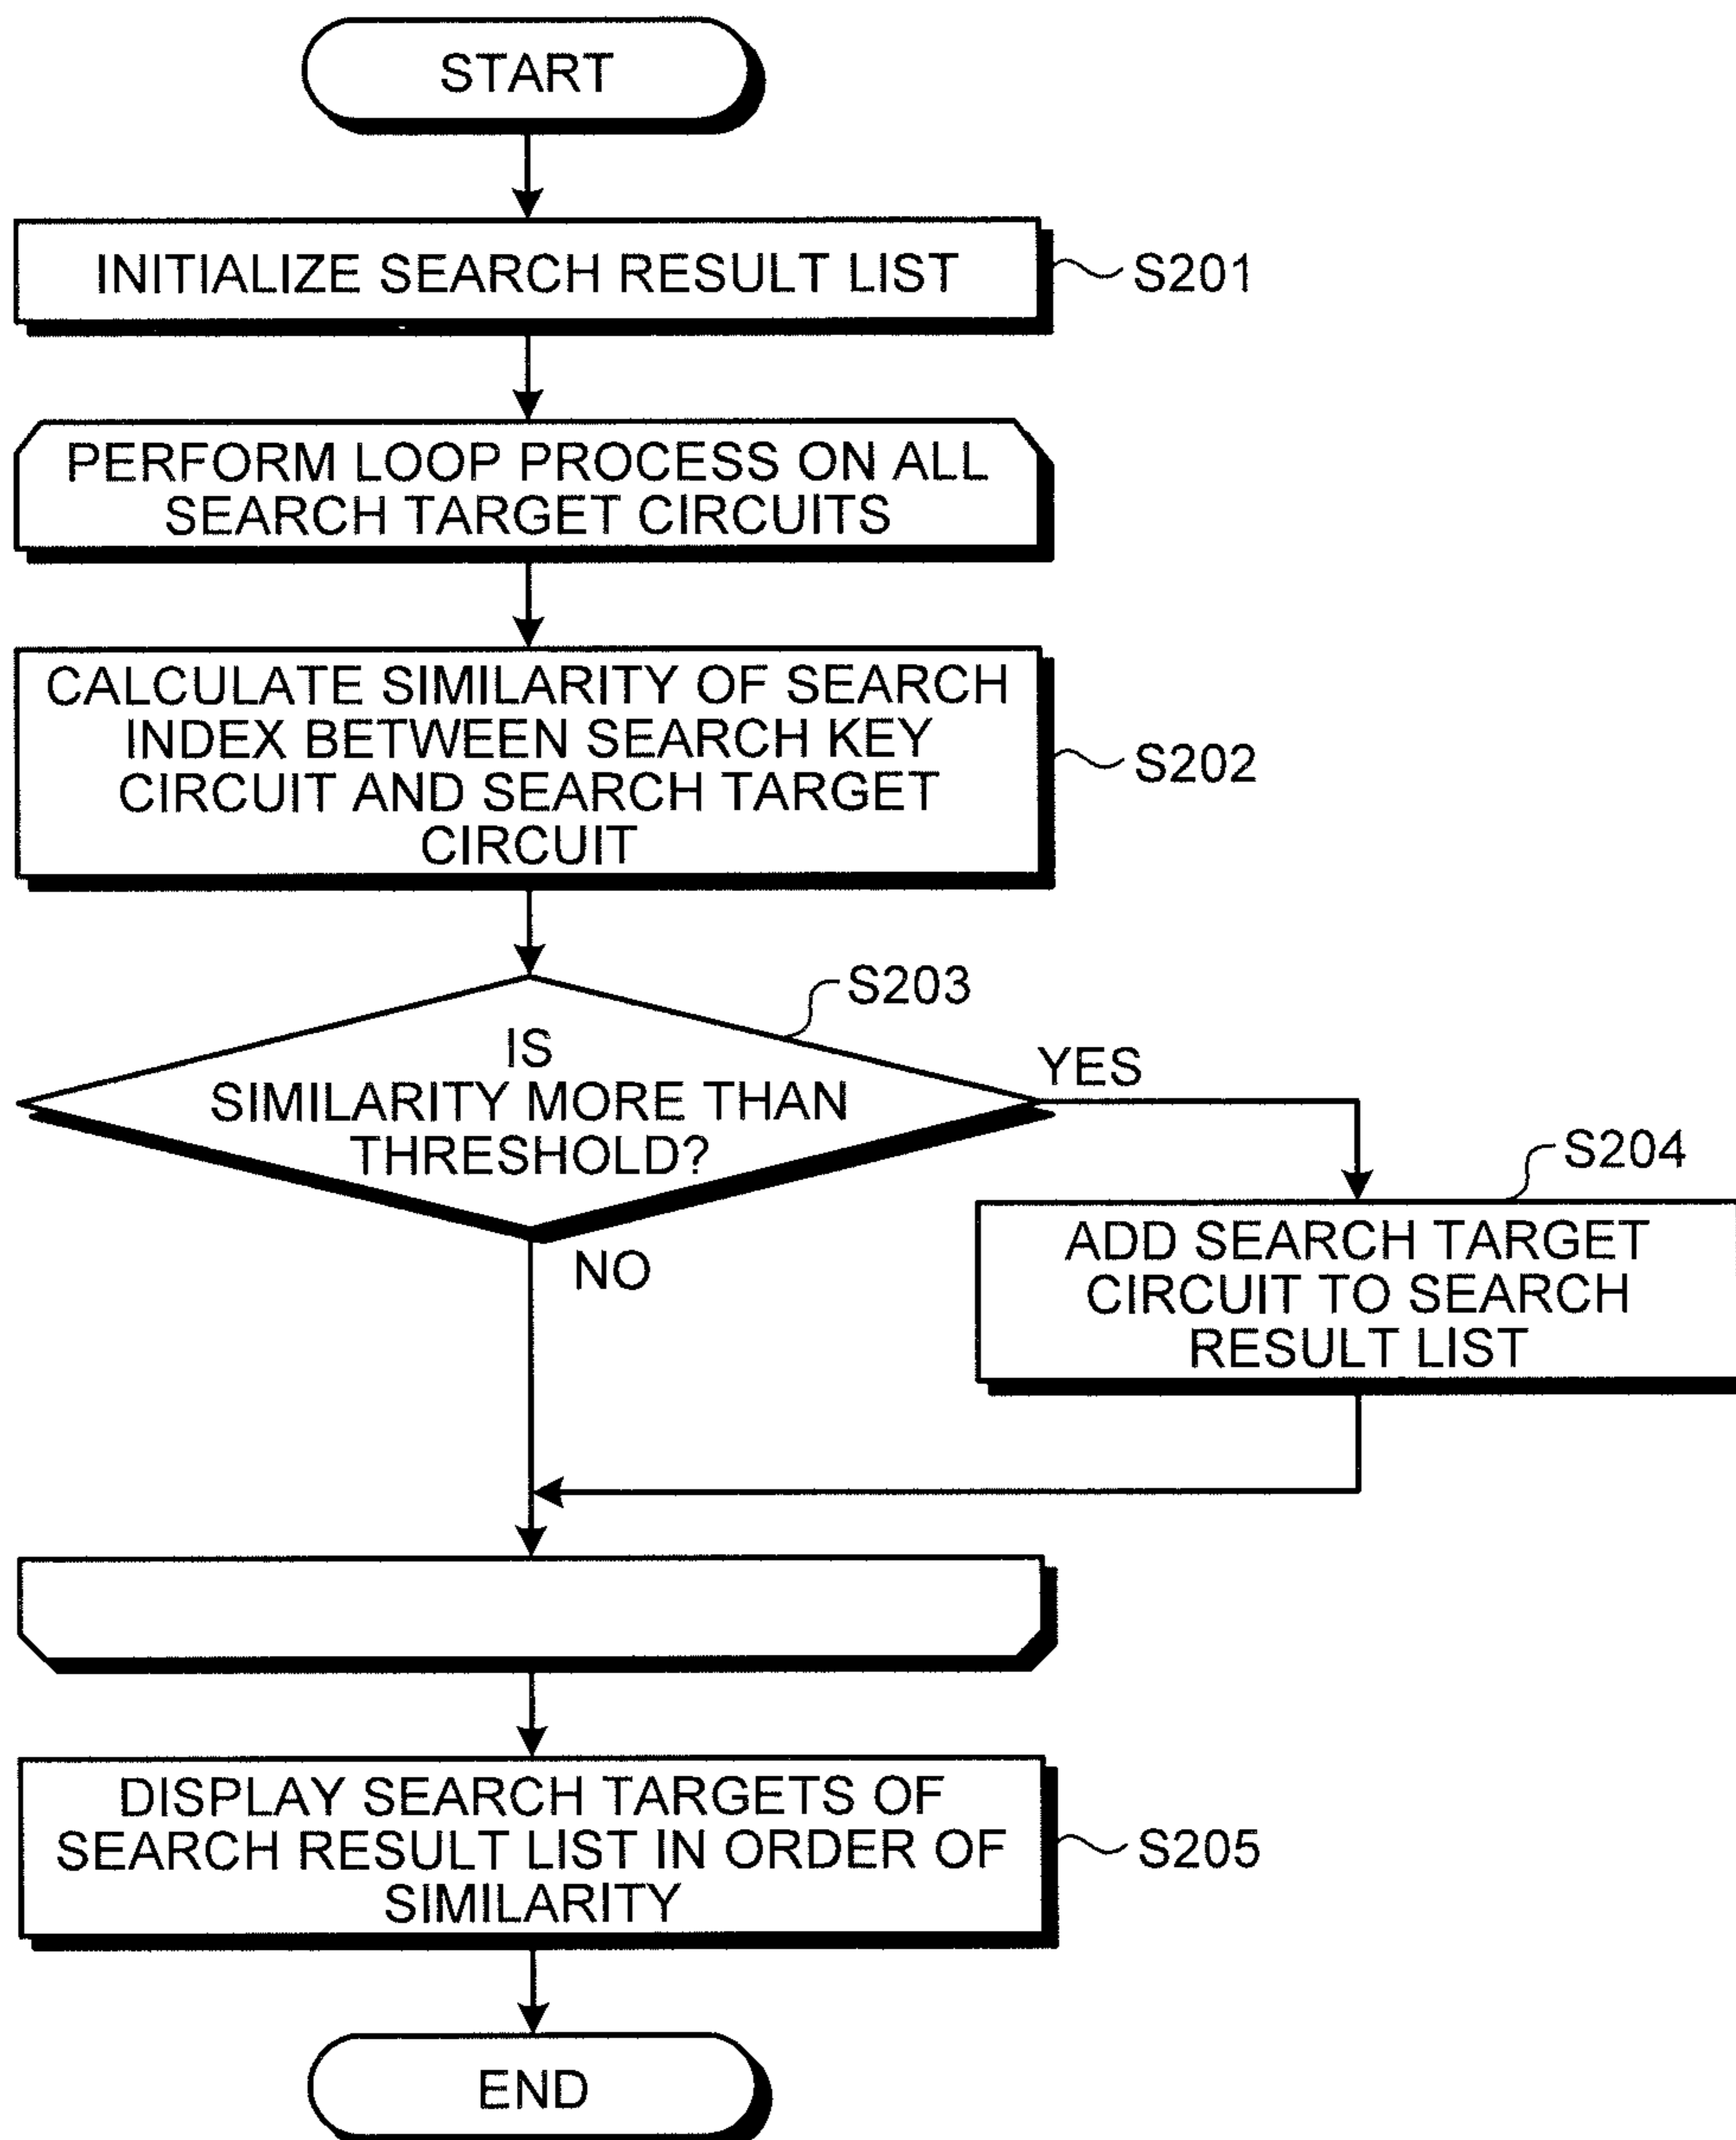 START
INITIALIZE SEARCH RESULT LIST
S201
PERFORM LOOP PROCESS ON ALL
SEARCH TARGET CIRCUITS
CALCULATE SIMILARITY OF SEARCH
INDEX BETWEEN SEARCH KEY
CIRCUIT AND SEARCH TARGET
CIRCUIT
S202
S203
IS
SIMILARITY MORE THAN
THRESHOLD?
YES
NO
S204
ADD SEARCH TARGET
CIRCUIT TO SEARCH
RESULT LIST
DISPLAY SEARCH TARGETS OF
SEARCH RESULT LIST IN ORDER OF
SIMILARITY
S205
END